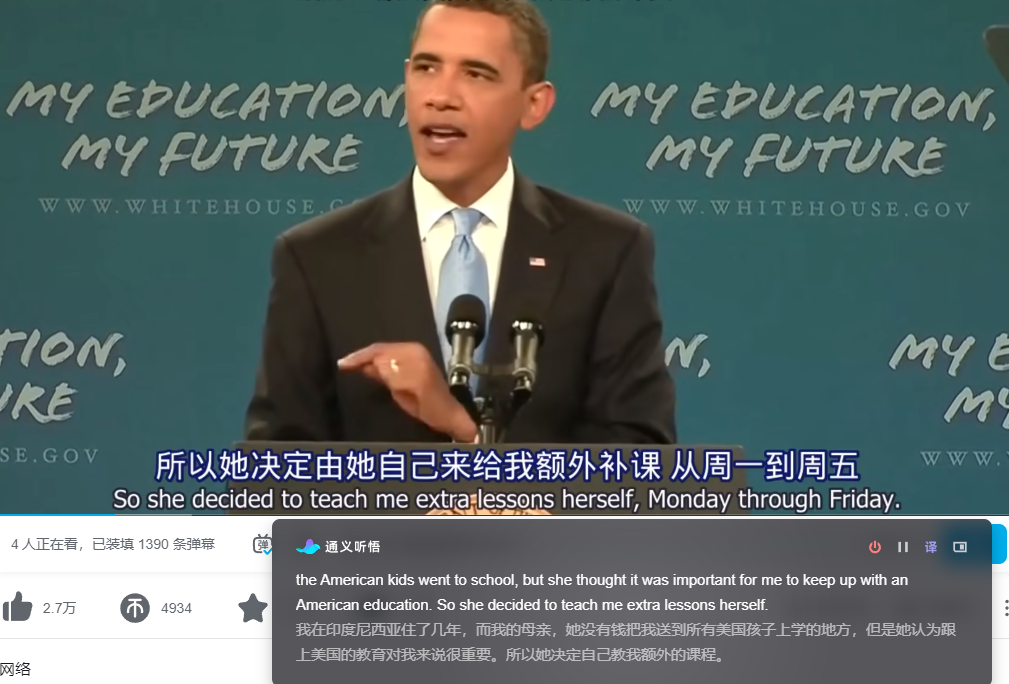 MY EDUCATION,
MY FUTURE
WWW.WHITEHOUSE.
MY EDUCATION,
MY FUTURE
WWW.WHITEHOUSE.GOV
MY
MY
WWW.
所以她决定由她自己来给我额外补课 从周一到周五
So she decided to teach me extra lessons herself, Monday through Friday.
4 人正在看，已装填 1390 条弹幕
弹
通义听悟
译
the American kids went to school, but she thought it was important for me to keep up with an
American education. So she decided to teach me extra lessons herself.
我在印度尼西亚住了几年，而我的母亲，她没有钱把我送到所有美国孩子上学的地方，但是她认为跟
上美国的教育对我来说很重要。所以她决定自己教我额外的课程。
2.7万
4934
网络